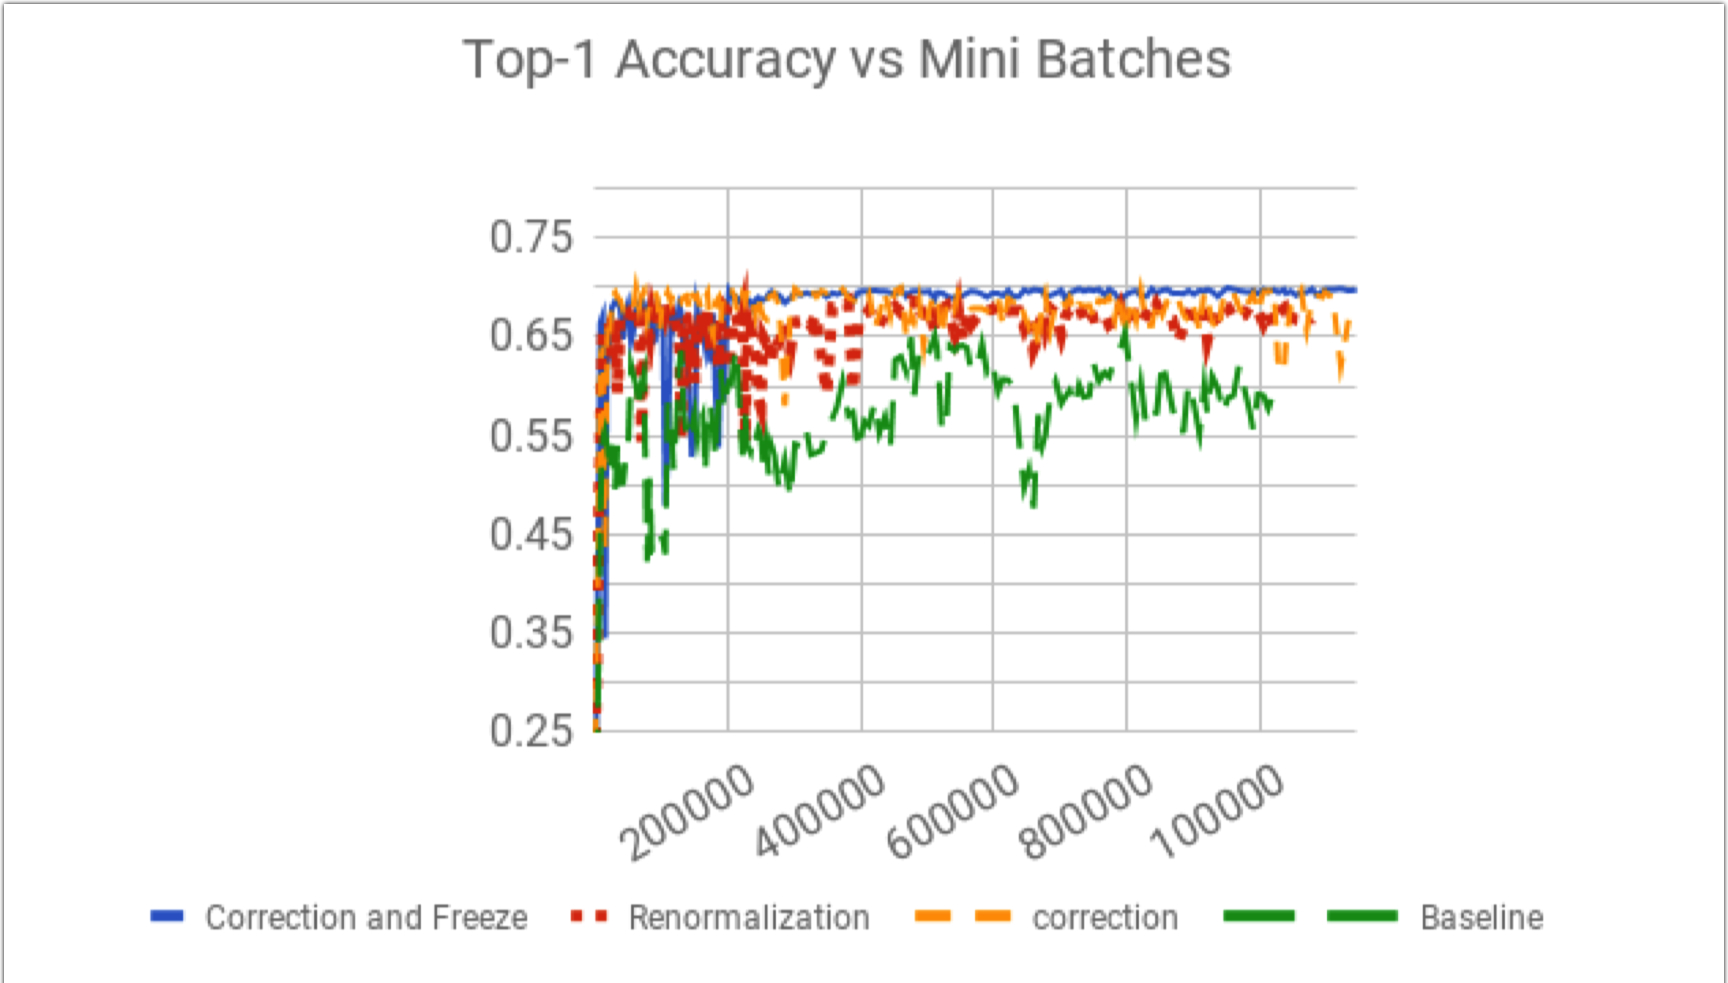 Top-1 Accuracy vs Mini Batches
0.75
0.65
0.55
0.45
0.35
0.25
200000
400000
600000
800000
100000
Correction and Freeze
Renormalization
correction
Baseline